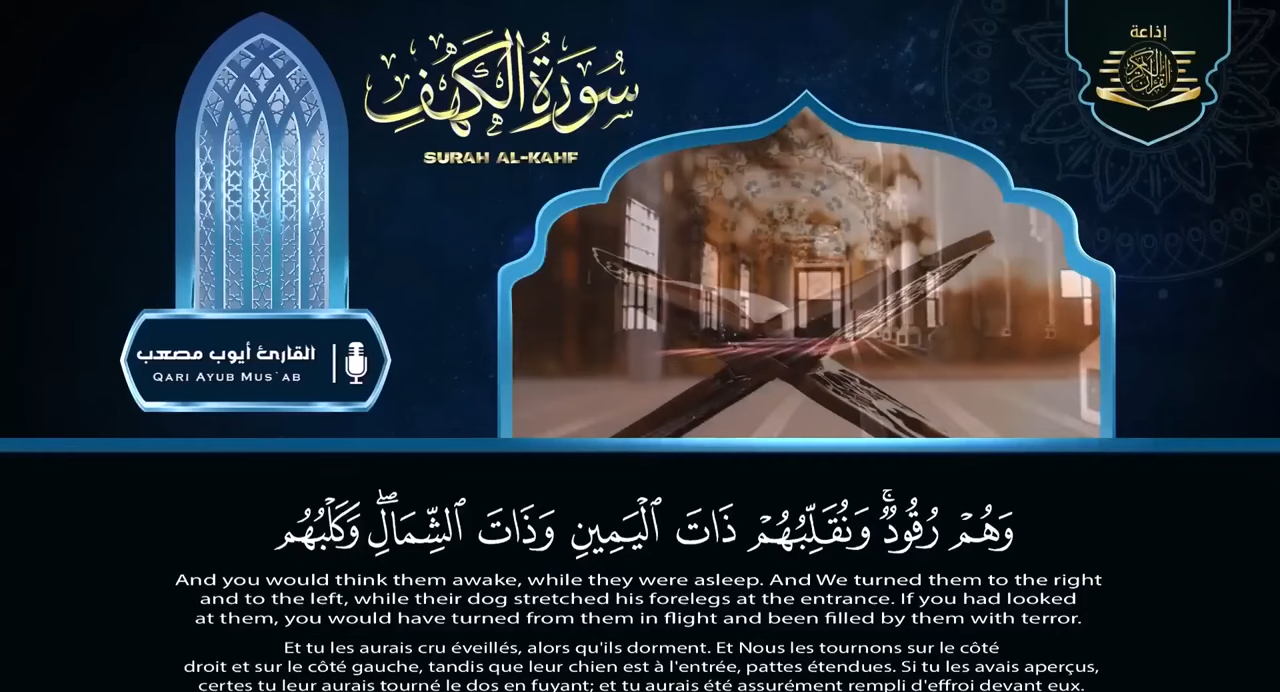 سُورَةُ الكَهْفِ
SURAH AL-KAHF
إذاعة
القرآن الكريم
القارئ أيوب مصعب
QARI AYUB MUS`AB
وَهُمۡ رُقُودٞۚ وَنُقَلِّبُهُمۡ ذَاتَ ٱلۡيَمِينِ وَذَاتَ ٱلشِّمَالِۖ وَكَلۡبُهُم
And you would think them awake, while they were asleep. And We turned them to the right
and to the left, while their dog stretched his forelegs at the entrance. If you had looked
at them, you would have turned from them in flight and been filled by them with terror.
Et tu les aurais cru éveillés, alors qu'ils dorment. Et Nous les tournons sur le côté
droit et sur le côté gauche, tandis que leur chien est à l'entrée, pattes étendues. Si tu les avais aperçus,
certes tu leur aurais tourné le dos en fuyant; et tu aurais été assurément rempli d'effroi devant eux.